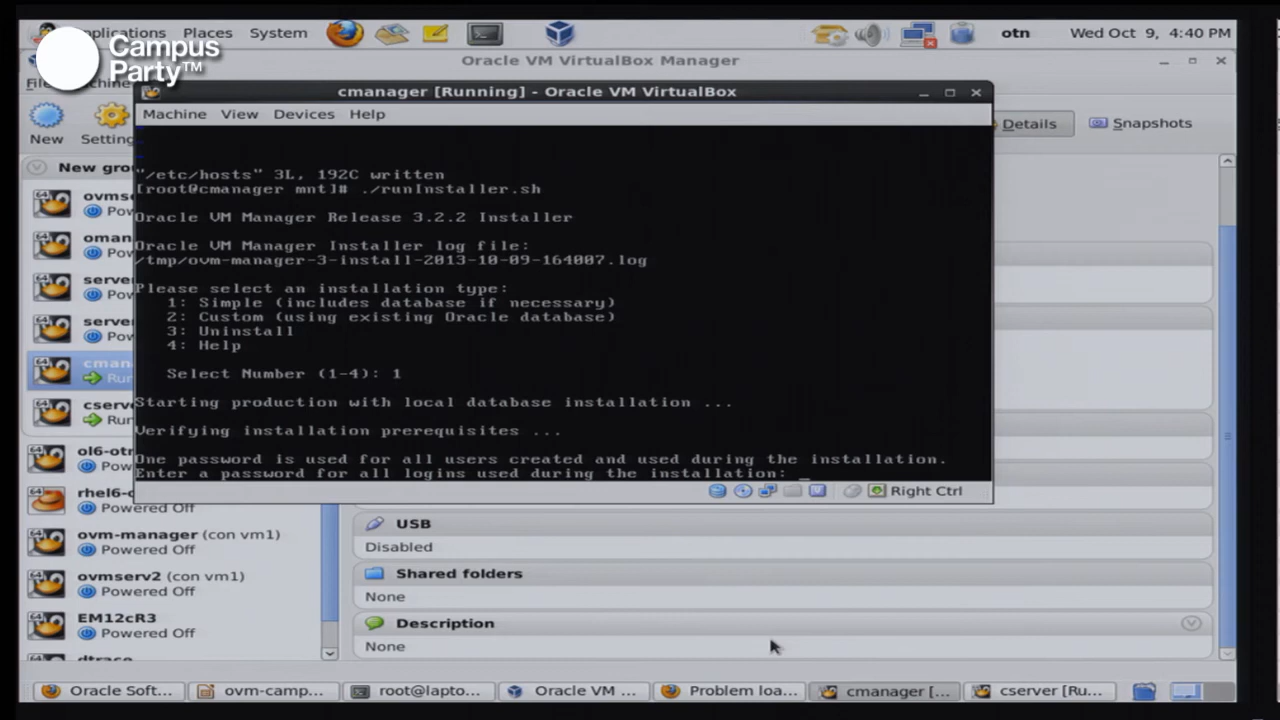 Campus
Party™
Applications Places System
otn Wed Oct 9, 4:40 PM
Oracle VM VirtualBox Manager
cmanager [Running] - Oracle VM VirtualBox
Machine View Devices Help
New
Details
Snapshots
New
"/etc/hosts" 3L, 192C written
[root@cmanager mnt]# ./runInstaller.sh
Oracle VM Manager Release 3.2.2 Installer
Oracle VM Manager Installer log file:
/tmp/ovm-manager-3-install-2013-10-09-164007.log
Please select an installation type:
1: Simple (includes database if necessary)
2: Custom (using existing Oracle database)
3: Uninstall
4: Help
Select Number (1-4): 1
Starting production with local database installation ...
Verifying installation prerequisites ...
One password is used for all users created and used during the installation.
Enter a password for all logins used during the installation: _
Right Ctrl
ovm-manager (con vm1)
Powered Off
ovmserv2 (con vm1)
Powered Off
EM12cR3
Powered Off
Powered Off
USB
Disabled
Shared folders
None
Description
None
Oracle Soft...
ovm-camp...
root@lapto...
Oracle VM ...
Problem loa...
cmanager [...
cserver [Ru...